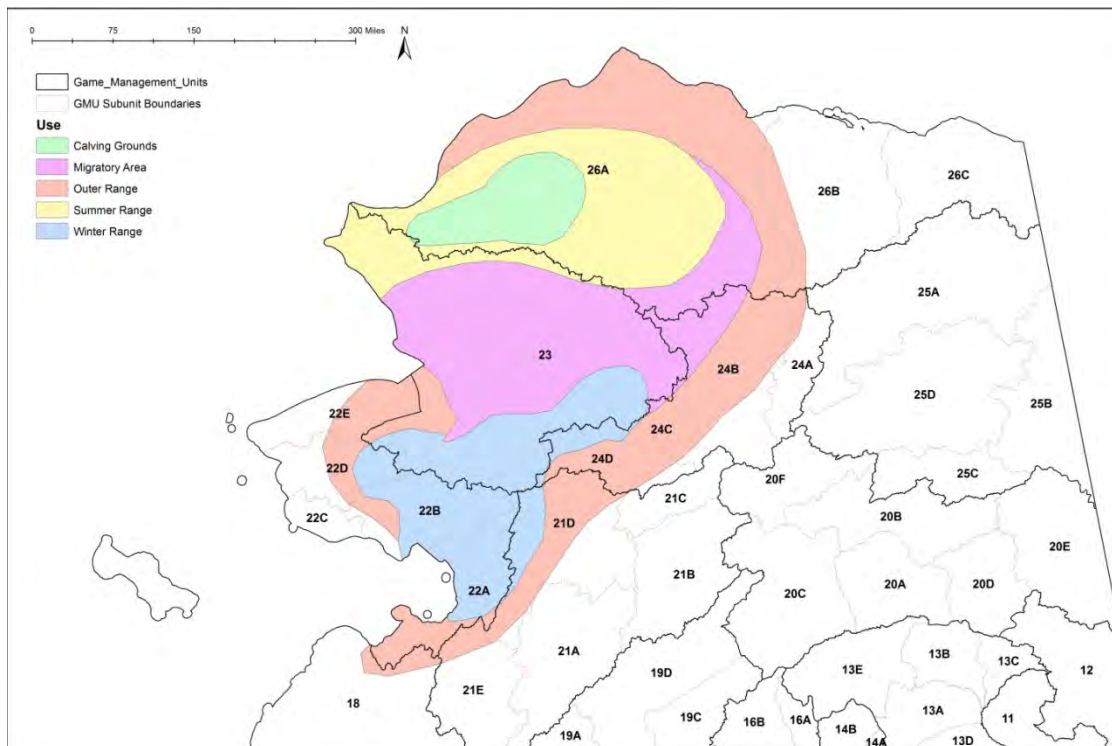 0 75 150 300 Miles
N
Game_Management_Units
GMU Subunit Boundaries
Use
Calving Grounds
Migratory Area
Outer Range
Summer Range
Winter Range
26A
26B
26C
25A
23
24B
24A
25D
25B
22E
24C
22D
24D
25C
20F
21C
22B
21D
22C
20B
20E
21B
20A
20D
22A
20C
21A
13B
13C
19D
13E
12
21E
18
13A
19C
16B
16A
11
14B
19A
14A
13D